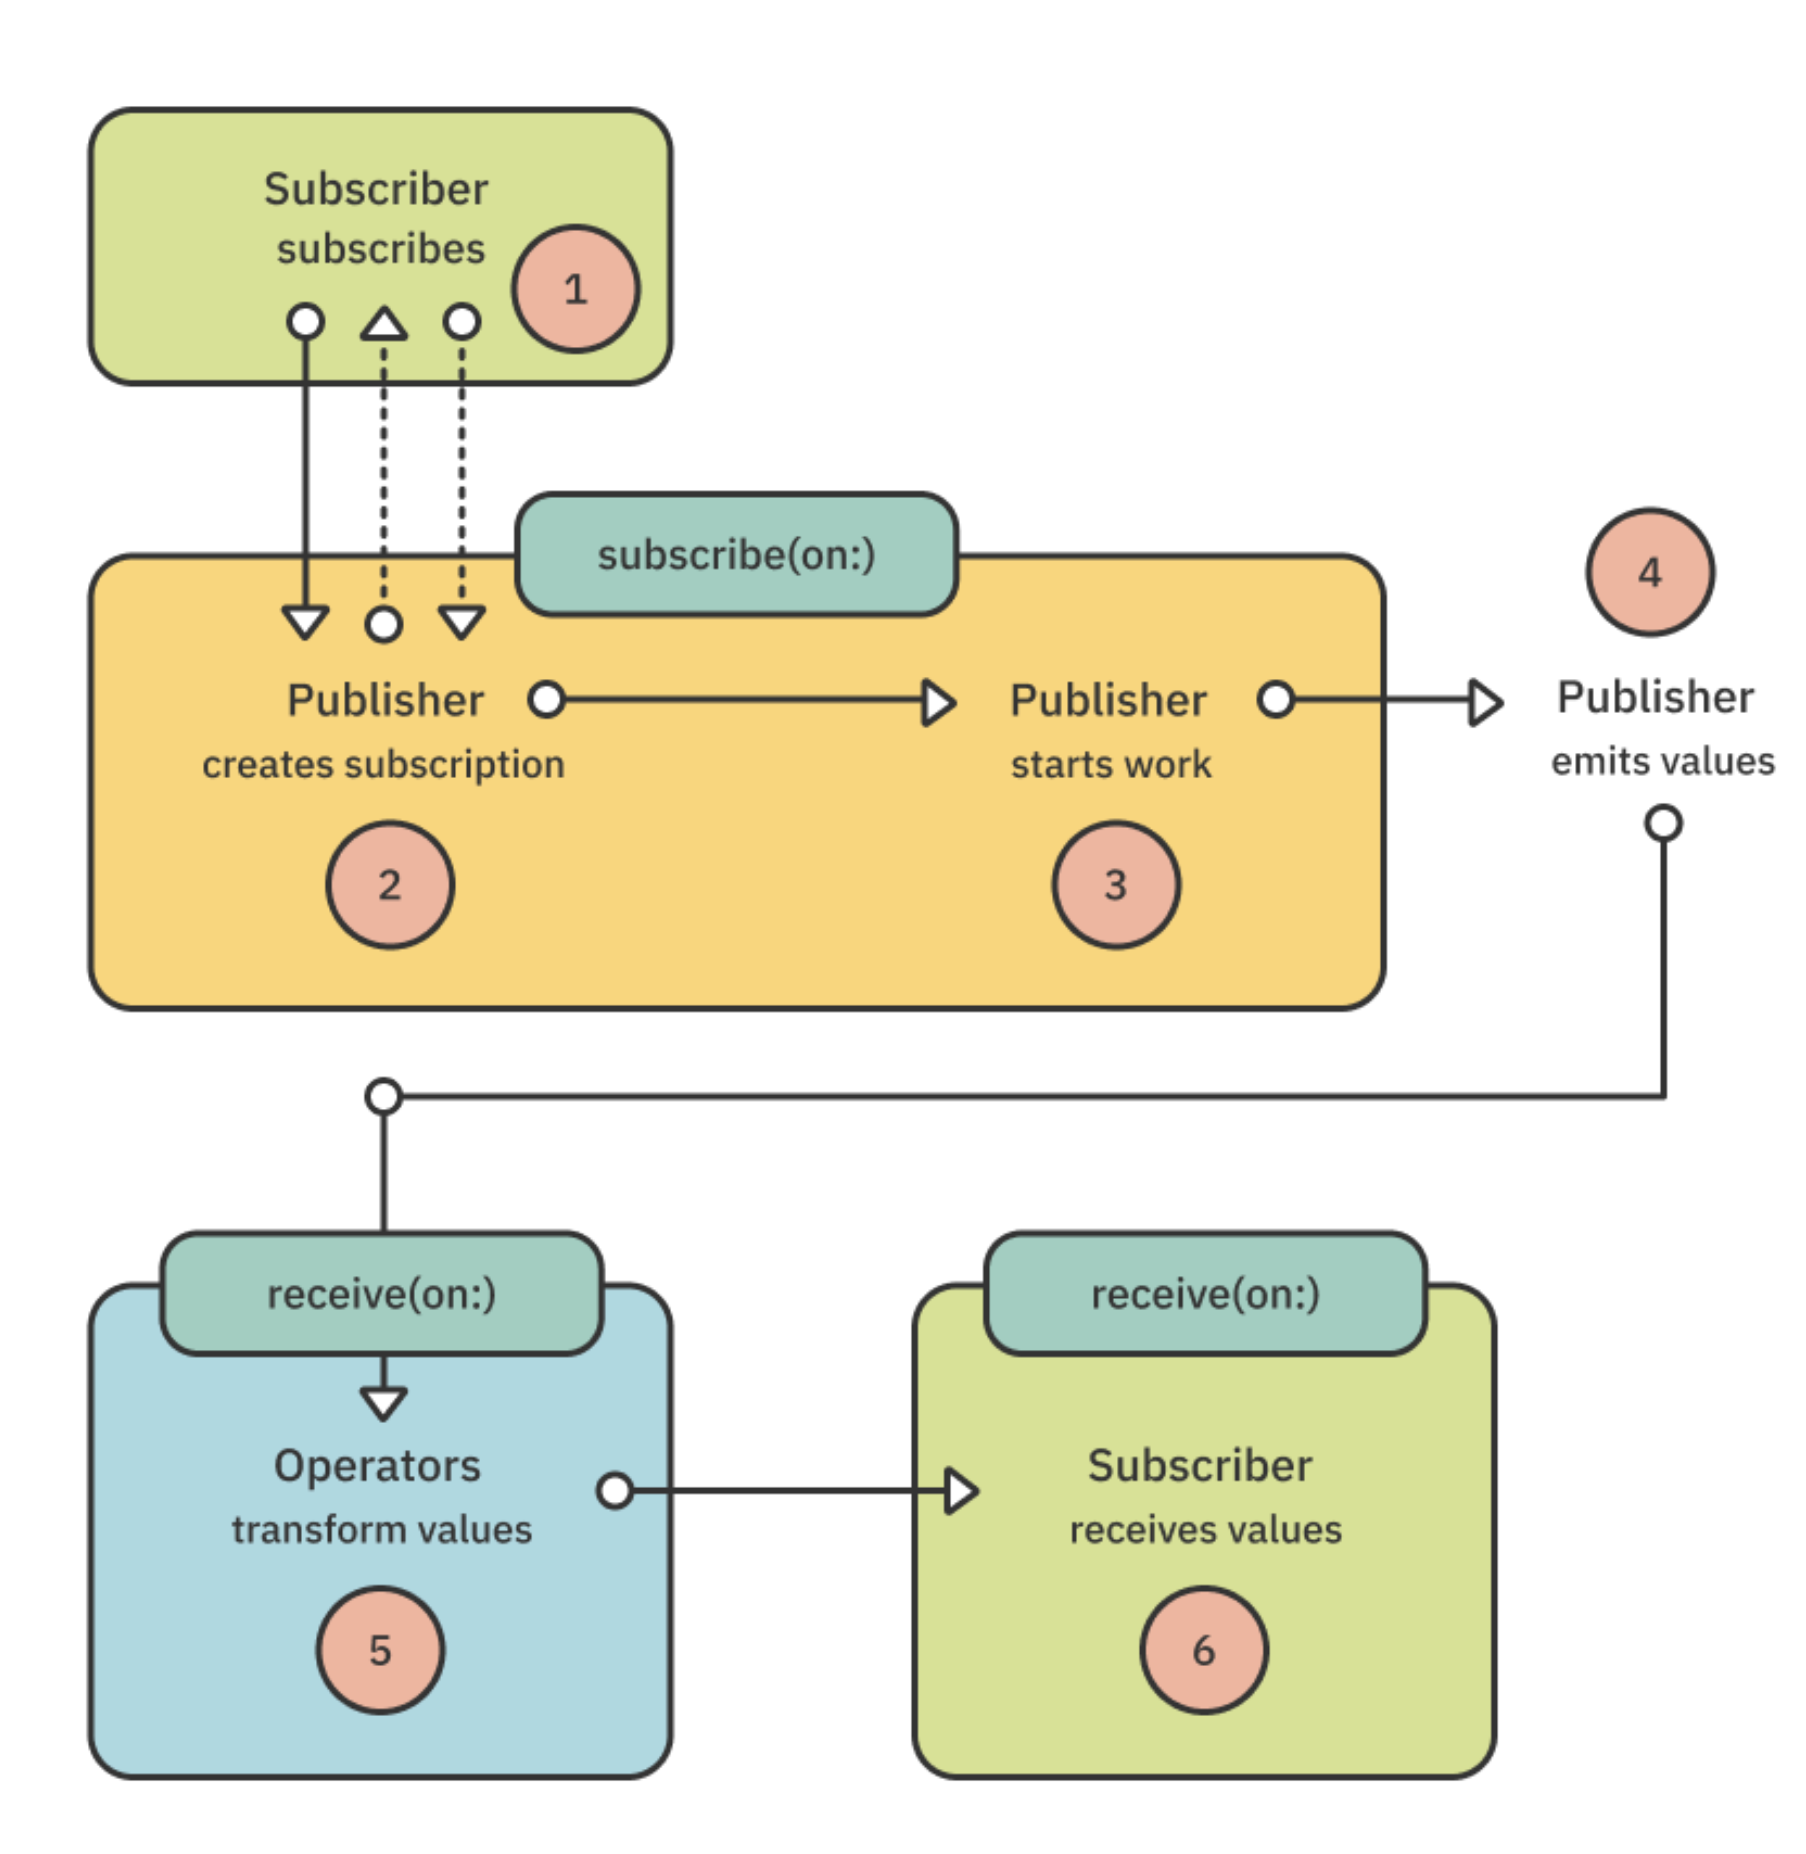 Subscriber
subscribes
1
subscribe(on:)
4
Publisher
creates subscription
2
Publisher
starts work
3
Publisher
emits values
receive(on:)
Operators
transform values
5
receive(on:)
Subscriber
receives values
6